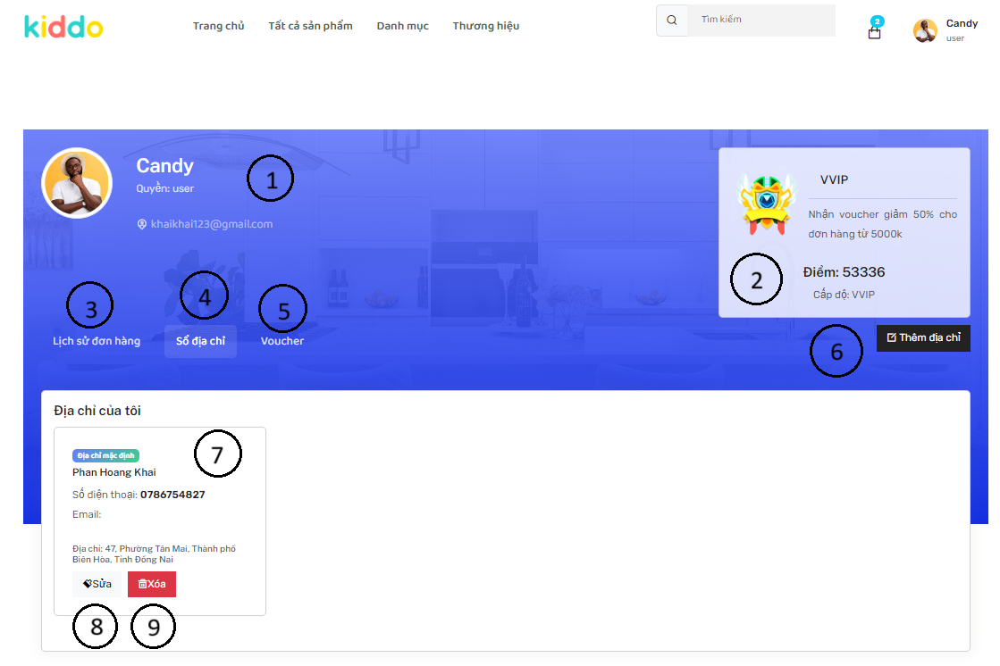 kiddo
Trang chủ
Tất cả sản phẩm
Danh mục
Thương hiệu
Tìm kiếm
2
Candy
user
Candy
Quyền: user
khaikhai123@gmail.com
1
VVIP
Nhận voucher giảm 50% cho
đơn hàng từ 5000k
Điểm: 53336
Cấp độ: VVIP
2
3
4
5
Lịch sử đơn hàng
Sổ địa chỉ
Voucher
6
Thêm địa chỉ
Địa chỉ của tôi
7
Địa chỉ mặc định
Phan Hoang Khai
Số điện thoại: 0786754827
Email:
Địa chỉ: 47, Phường Tân Mai, Thành phố
Biên Hòa, Tỉnh Đồng Nai
Sửa
Xóa
8
9